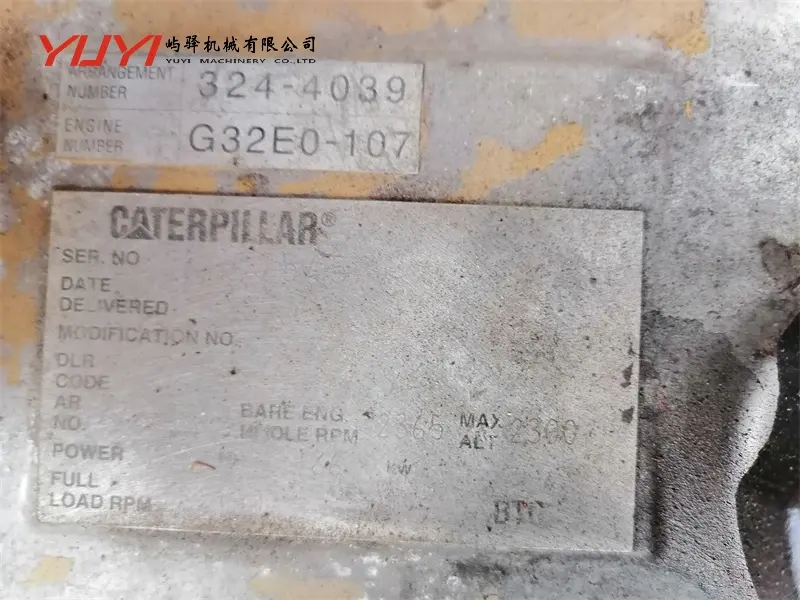 YUYI 屿驿机械有限公司
YUYI MACHINERY CO.,LTD
ARRANGEMENT
NUMBER 324-4039
ENGINE
NUMBER G32E0-107
CATERPILLAR®
SER. NO
DATE
DELIVERED
MODIFICATION NO.
DLR
CODE
AR
NO.
BARE ENG.
HI IDLE RPM 2365
MAX
ALT 2300
POWER KW
FULL
LOAD RPM